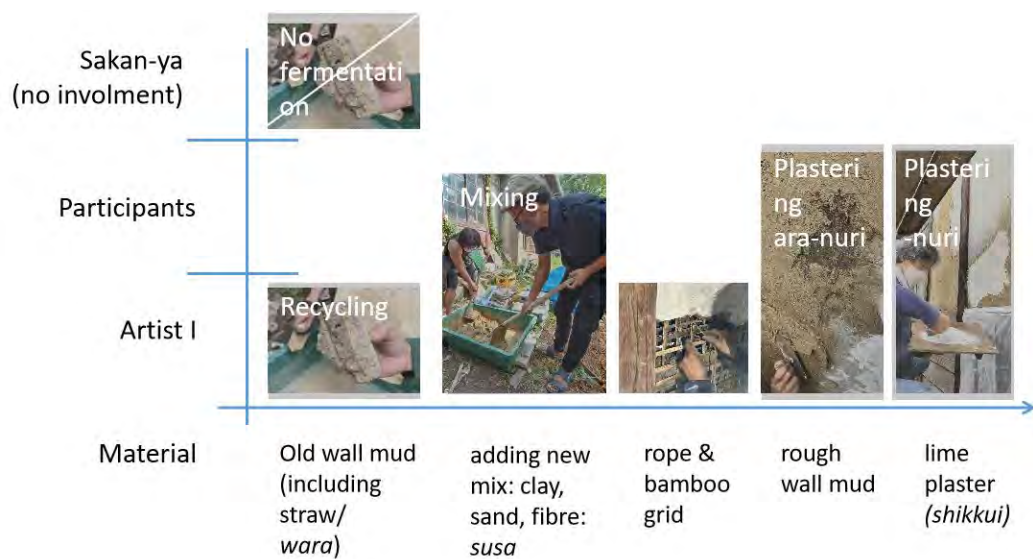 Sakan-ya
(no involment)
No
fermentati
on
Participants
Mixing
Plasteri
ng
ara-nuri
Plasteri
ng
-nuri
Artist I
Recycling
Material
Old wall mud
(including
straw/
wara)
adding new
mix: clay,
sand, fibre:
susa
rope &
bamboo
grid
rough
wall mud
lime
plaster
(shikkui)